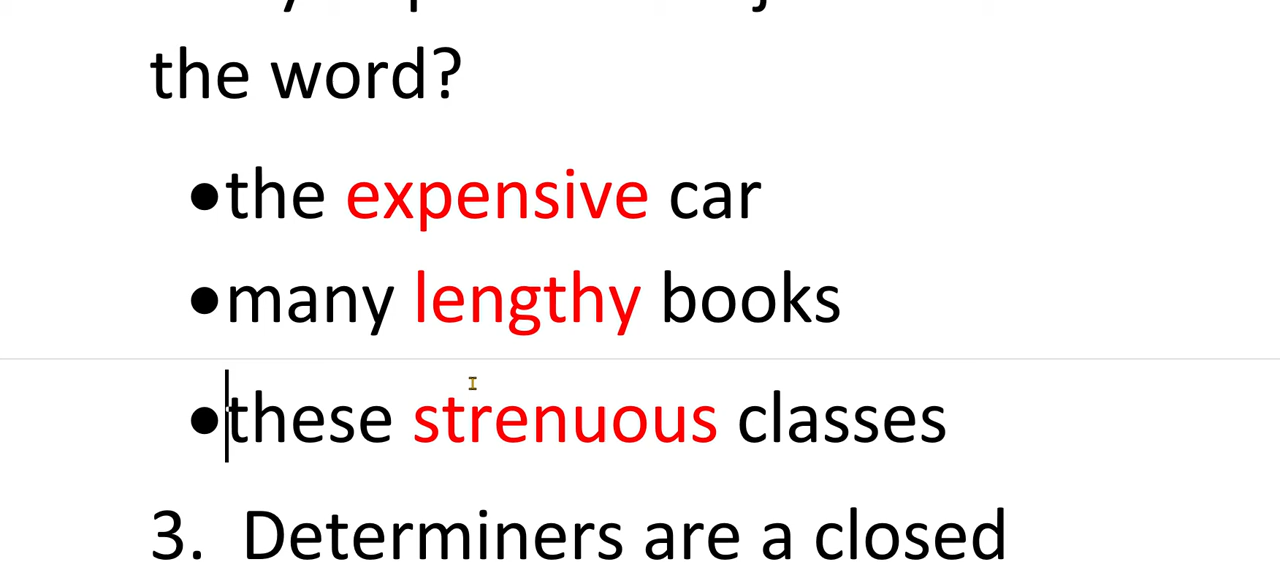 the word?
•the expensive car
•many lengthy books
•these strenuous classes
3. Determiners are a closed